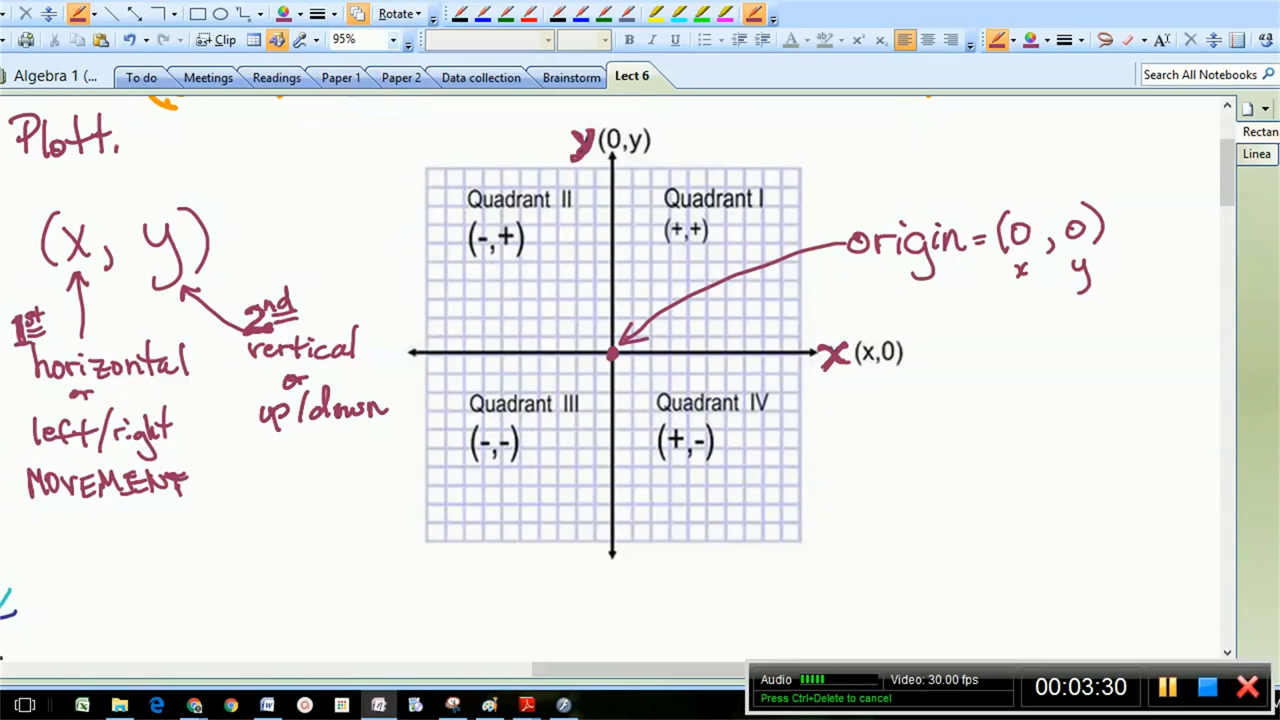 Rotate
Clip
95%
B I U
Algebra 1 (...
To do
Meetings
Readings
Paper 1
Paper 2
Data collection
Brainstorm
Lect 6
Search All Notebooks
Rectan
Linea
Plott.
(x, y)
1st
horizontal
or
left/right
MOVEMENT
2nd
vertical
or
up/down
y (0,y)
Quadrant II
(-,+)
Quadrant I
(+,+)
origin = (0, 0)
x y
x (x,0)
Quadrant III
(-,-)
Quadrant IV
(+,-)
Audio
Video: 30.00 fps
Press Ctrl+Delete to cancel
00:03:30